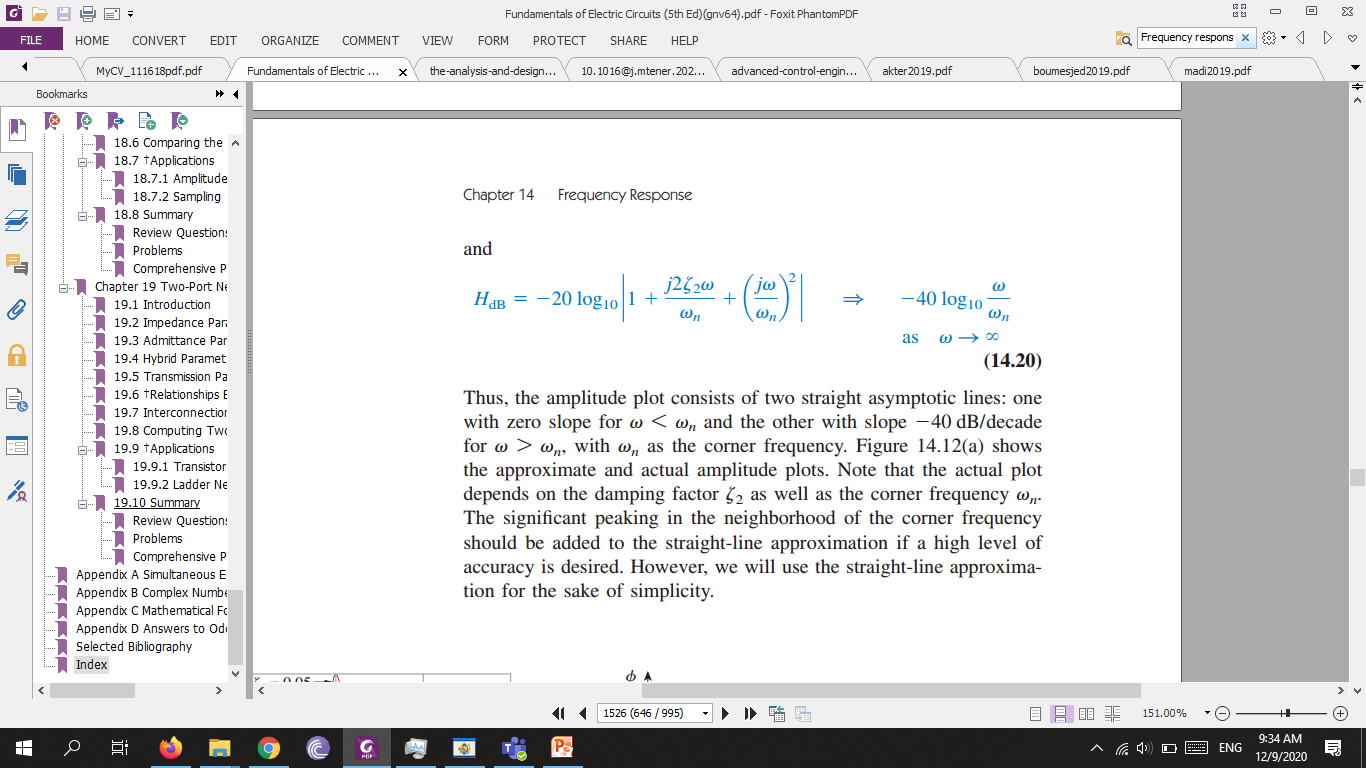 Fundamentals of Electric Circuits (5th Ed)(gnv64).pdf - Foxit PhantomPDF
FILE HOME CONVERT EDIT ORGANIZE COMMENT VIEW FORM PROTECT SHARE HELP
Frequency respons
MyCV_111618pdf.pdf
Fundamentals of Electric ...
the-analysis-and-design...
10.1016@j.mtener.202...
advanced-control-engin...
akter2019.pdf
boumesjed2019.pdf
madi2019.pdf
Bookmarks
18.6 Comparing the
18.7 †Applications
18.7.1 Amplitude
18.7.2 Sampling
18.8 Summary
Review Questions
Problems
Comprehensive P
Chapter 19 Two-Port Ne
19.1 Introduction
19.2 Impedance Para
19.3 Admittance Par
19.4 Hybrid Paramet
19.5 Transmission Pa
19.6 †Relationships B
19.7 Interconnection
19.8 Computing Two
19.9 †Applications
19.9.1 Transistor
19.9.2 Ladder Ne
19.10 Summary
Review Questions
Problems
Comprehensive P
Appendix A Simultaneous E
Appendix B Complex Numbe
Appendix C Mathematical Fo
Appendix D Answers to Od
Selected Bibliography
Index
Chapter 14 Frequency Response
and
H_dB = −20 log₁₀ |1 + j2ζ₂ω/ωₙ + (jω/ωₙ)²| ⇒ −40 log₁₀ ω/ωₙ
as ω → ∞
(14.20)
Thus, the amplitude plot consists of two straight asymptotic lines: one
with zero slope for ω < ωₙ and the other with slope −40 dB/decade
for ω > ωₙ, with ωₙ as the corner frequency. Figure 14.12(a) shows
the approximate and actual amplitude plots. Note that the actual plot
depends on the damping factor ζ₂ as well as the corner frequency ωₙ.
The significant peaking in the neighborhood of the corner frequency
should be added to the straight-line approximation if a high level of
accuracy is desired. However, we will use the straight-line approxima-
tion for the sake of simplicity.
ϕ
1526 (646 / 995)
151.00%
PDF
ENG
9:34 AM
12/9/2020